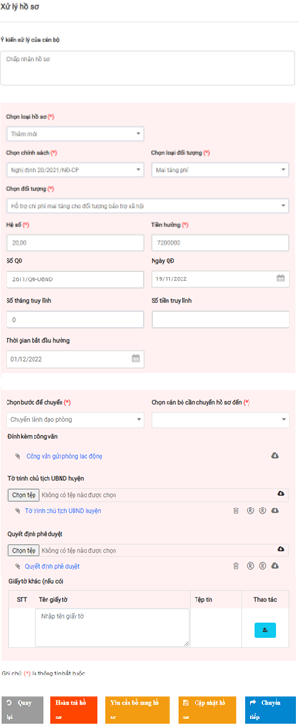 Xử lý hồ sơ
Ý kiến xử lý của cán bộ
Chấp nhận hồ sơ
Chọn loại hồ sơ (*)
Thêm mới
Chọn chính sách (*) Chọn loại đối tượng (*)
Nghị định 20/2021/NĐ-CP Mai táng phí
Chọn đối tượng (*)
Hỗ trợ chi phí mai táng cho đối tượng bảo trợ xã hội
Hệ số (*) Tiền hưởng (*)
20,00 7200000
Số QĐ Ngày QĐ
2611/QĐ-UBND 19/11/2022
Số tháng truy lĩnh Số tiền truy lĩnh
0
Thời gian bắt đầu hưởng
01/12/2022
Chọn bước để chuyển (*) Chọn cán bộ cần chuyển hồ sơ đến (*)
Chuyển lãnh đạo phòng
Đính kèm công văn
Công văn gửi phòng lao động
Tờ trình chủ tịch UBND huyện
Chọn tệp Không có tệp nào được chọn
Tờ trình chủ tịch UBND huyện
Quyết định phê duyệt
Chọn tệp Không có tệp nào được chọn
Quyết định phê duyệt
Giấy tờ khác (nếu có)
STT Tên giấy tờ Tệp tin Thao tác
Nhập tên giấy tờ
Ghi chú: (*) là thông tin bắt buộc
Quay lại
Hoàn trả hồ sơ
Yêu cầu bổ sung hồ sơ
Cập nhật hồ sơ
Chuyển tiếp